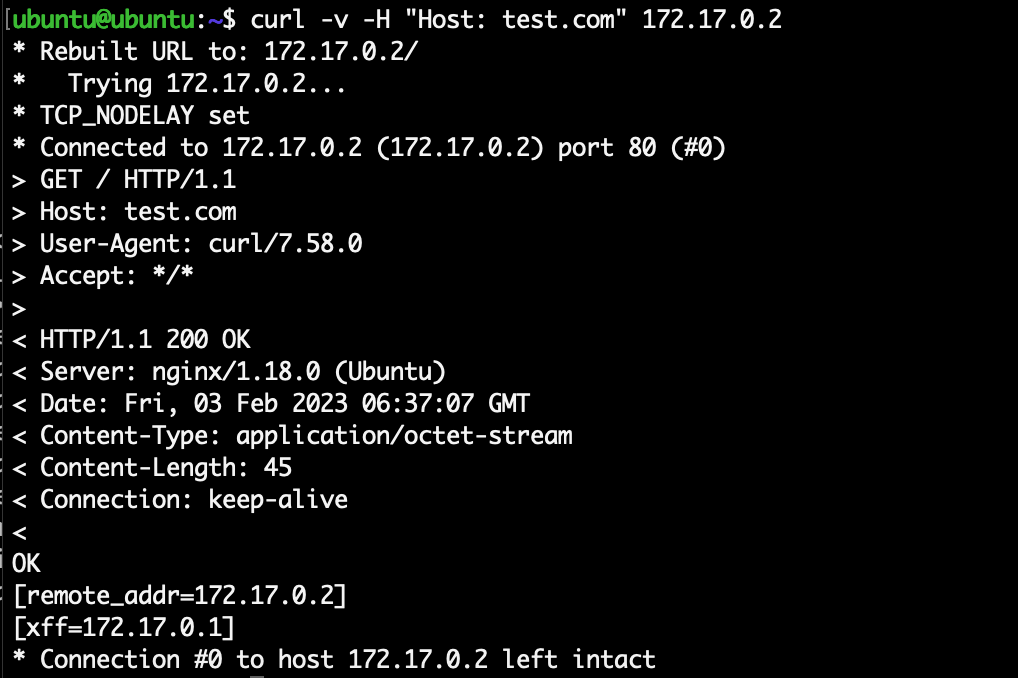 [ubuntu@ubuntu:~$ curl -v -H "Host: test.com" 172.17.0.2
* Rebuilt URL to: 172.17.0.2/
*   Trying 172.17.0.2...
* TCP_NODELAY set
* Connected to 172.17.0.2 (172.17.0.2) port 80 (#0)
> GET / HTTP/1.1
> Host: test.com
> User-Agent: curl/7.58.0
> Accept: */*
>
< HTTP/1.1 200 OK
< Server: nginx/1.18.0 (Ubuntu)
< Date: Fri, 03 Feb 2023 06:37:07 GMT
< Content-Type: application/octet-stream
< Content-Length: 45
< Connection: keep-alive
<
OK
[remote_addr=172.17.0.2]
[xff=172.17.0.1]
* Connection #0 to host 172.17.0.2 left intact